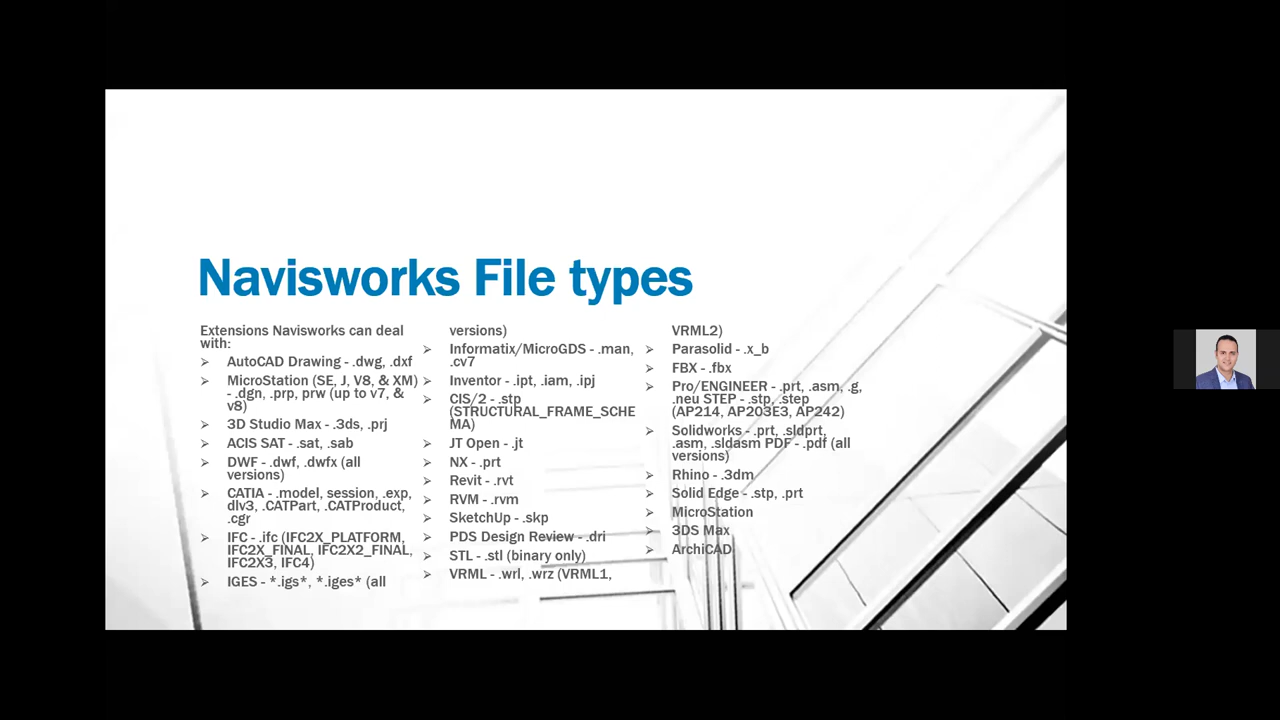 Navisworks File types
Extensions Navisworks can deal
with:
AutoCAD Drawing - .dwg, .dxf
MicroStation (SE, J, V8, & XM)
- .dgn, .prp, prw (up to v7, &
v8)
3D Studio Max - .3ds, .prj
ACIS SAT - .sat, .sab
DWF - .dwf, .dwfx (all
versions)
CATIA - .model, session, .exp,
dlv3, .CATPart, .CATProduct,
.cgr
IFC - .ifc (IFC2X_PLATFORM,
IFC2X_FINAL, IFC2X2_FINAL,
IFC2X3, IFC4)
IGES - *.igs*, *.iges* (all
versions)
Informatix/MicroGDS - .man,
.cv7
Inventor - .ipt, .iam, .ipj
CIS/2 - .stp
(STRUCTURAL_FRAME_SCHE
MA)
JT Open - .jt
NX - .prt
Revit - .rvt
RVM - .rvm
SketchUp - .skp
PDS Design Review - .dri
STL - .stl (binary only)
VRML - .wrl, .wrz (VRML1,
VRML2)
Parasolid - .x_b
FBX - .fbx
Pro/ENGINEER - .prt, .asm, .g,
.neu STEP - .stp, .step
(AP214, AP203E3, AP242)
Solidworks - .prt, .sldprt,
.asm, .sldasm PDF - .pdf (all
versions)
Rhino - .3dm
Solid Edge - .stp, .prt
MicroStation
3DS Max
ArchiCAD